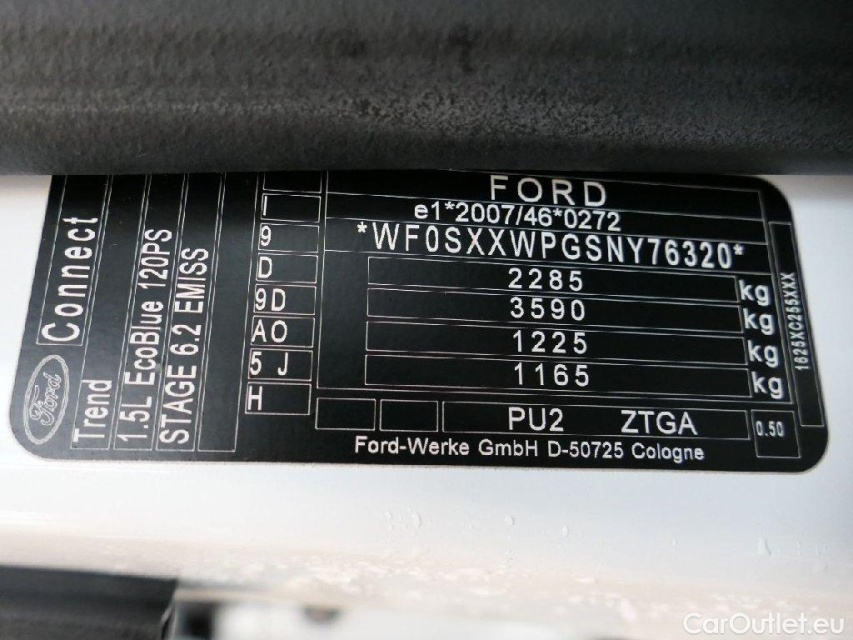 FORD
e1*2007/46*0272
*WF0SXXWPGSNY76320*
2285 kg
3590 kg
1225 kg
1165 kg
PU2 ZTGA 0.50
Ford-Werke GmbH D-50725 Cologne
I
9
D
9D
AO
5 J
H
Ford
Connect
Trend
1.5L EcoBlue 120PS
STAGE 6.2 EMISS
1625XC255XXX
CarOutlet.eu